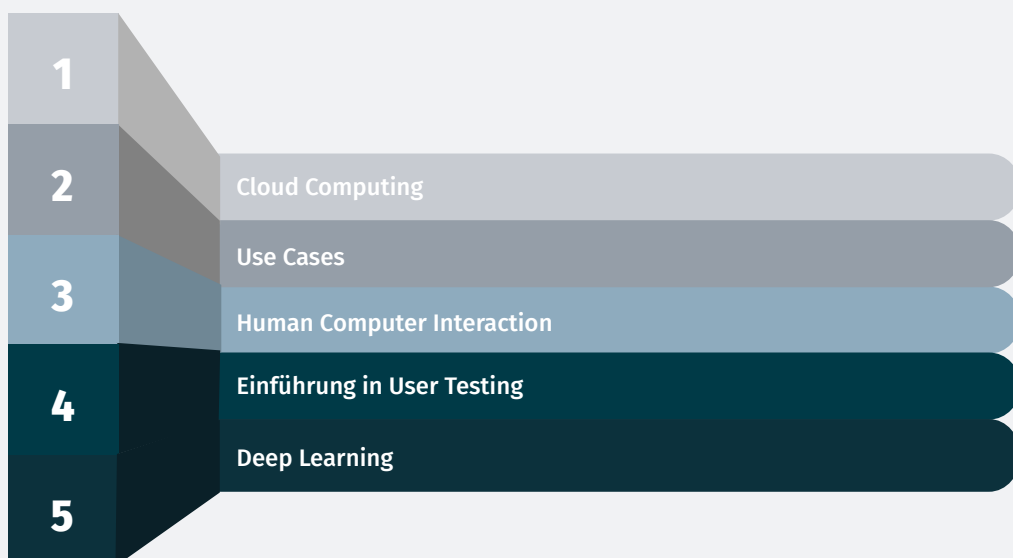 1
Cloud Computing
2
Use Cases
3
Human Computer Interaction
4
Einführung in User Testing
5
Deep Learning